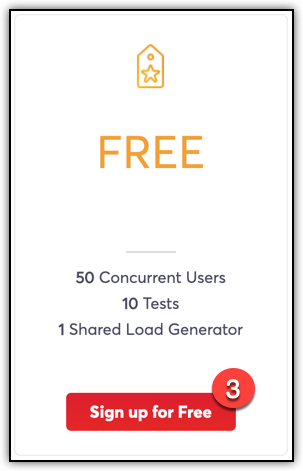 FREE
50 Concurrent Users
10 Tests
1 Shared Load Generator
3
Sign up for Free